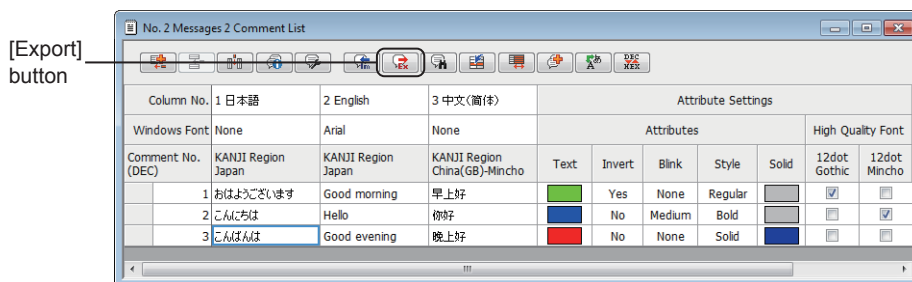 No. 2 Messages 2 Comment List
[Export]
button
Im
Ex
DEC
HEX
Column No. 1 日本語 2 English 3 中文(简体) Attribute Settings
Windows Font None Arial None Attributes High Quality Font
Comment No. (DEC) KANJI Region Japan KANJI Region Japan KANJI Region China(GB)-Mincho Text Invert Blink Style Solid 12dot Gothic 12dot Mincho
1 おはようございます Good morning 早上好 Yes None Regular
2 こんにちは Hello 你好 No Medium Bold
3 こんばんは Good evening 晚上好 No None Solid